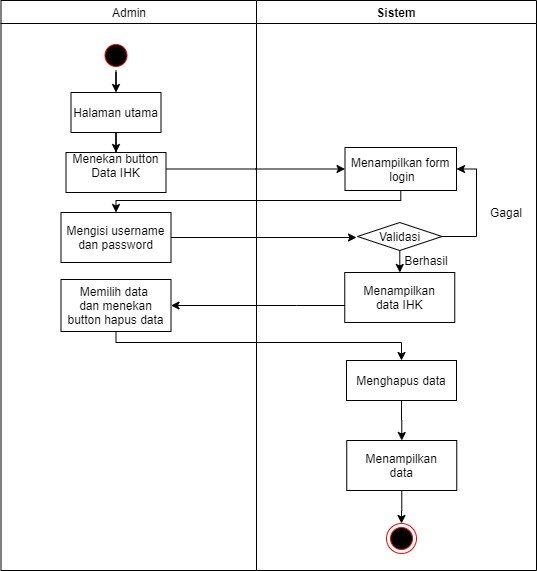 Admin
Sistem
Halaman utama
Menekan button
Data IHK
Menampilkan form
login
Mengisi username
dan password
Validasi
Gagal
Berhasil
Menampilkan
data IHK
Memilih data
dan menekan
button hapus data
Menghapus data
Menampilkan
data